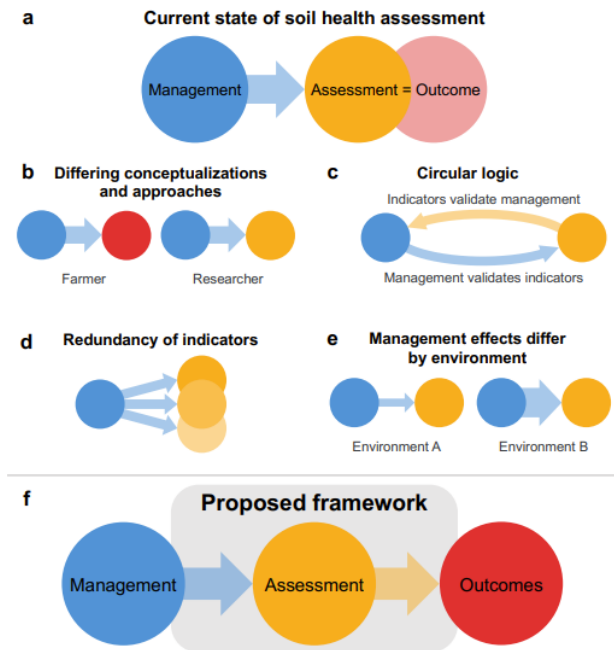 a
Current state of soil health assessment
Management
Assessment = Outcome
b
Differing conceptualizations
and approaches
Farmer
Researcher
c
Circular logic
Indicators validate management
Management validates indicators
d
Redundancy of indicators
e
Management effects differ
by environment
Environment A
Environment B
f
Proposed framework
Management
Assessment
Outcomes